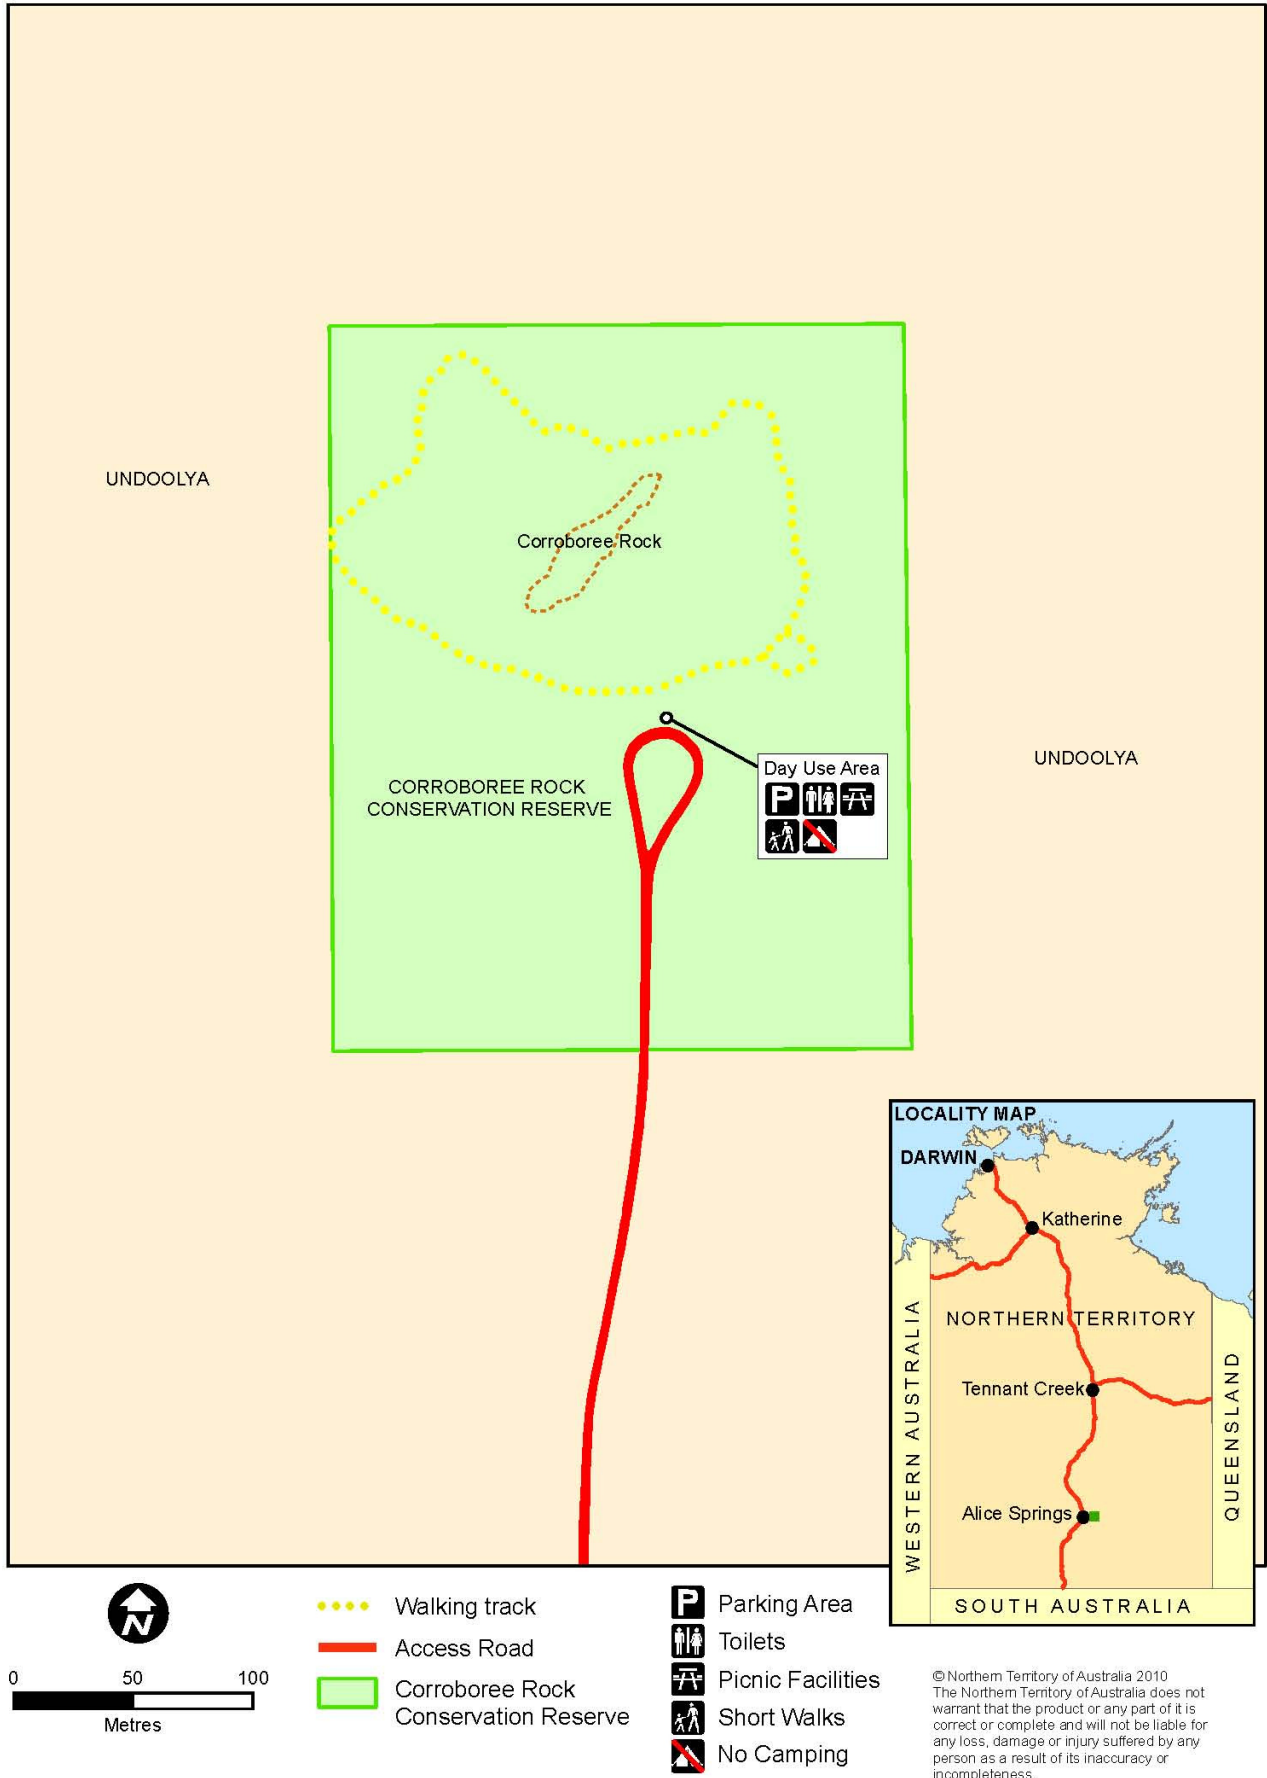 UNDOOLYA
Corroboree Rock
UNDOOLYA
CORROBOREE ROCK
CONSERVATION RESERVE
Day Use Area
P
LOCALITY MAP
DARWIN
Katherine
NORTHERN TERRITORY
Tennant Creek
Alice Springs
WESTERN AUSTRALIA
QUEENSLAND
SOUTH AUSTRALIA
N
0 50 100
Metres
Walking track
Access Road
Corroboree Rock
Conservation Reserve
P Parking Area
Toilets
Picnic Facilities
Short Walks
No Camping
© Northern Territory of Australia 2010
The Northern Territory of Australia does not
warrant that the product or any part of it is
correct or complete and will not be liable for
any loss, damage or injury suffered by any
person as a result of its inaccuracy or
incompleteness.